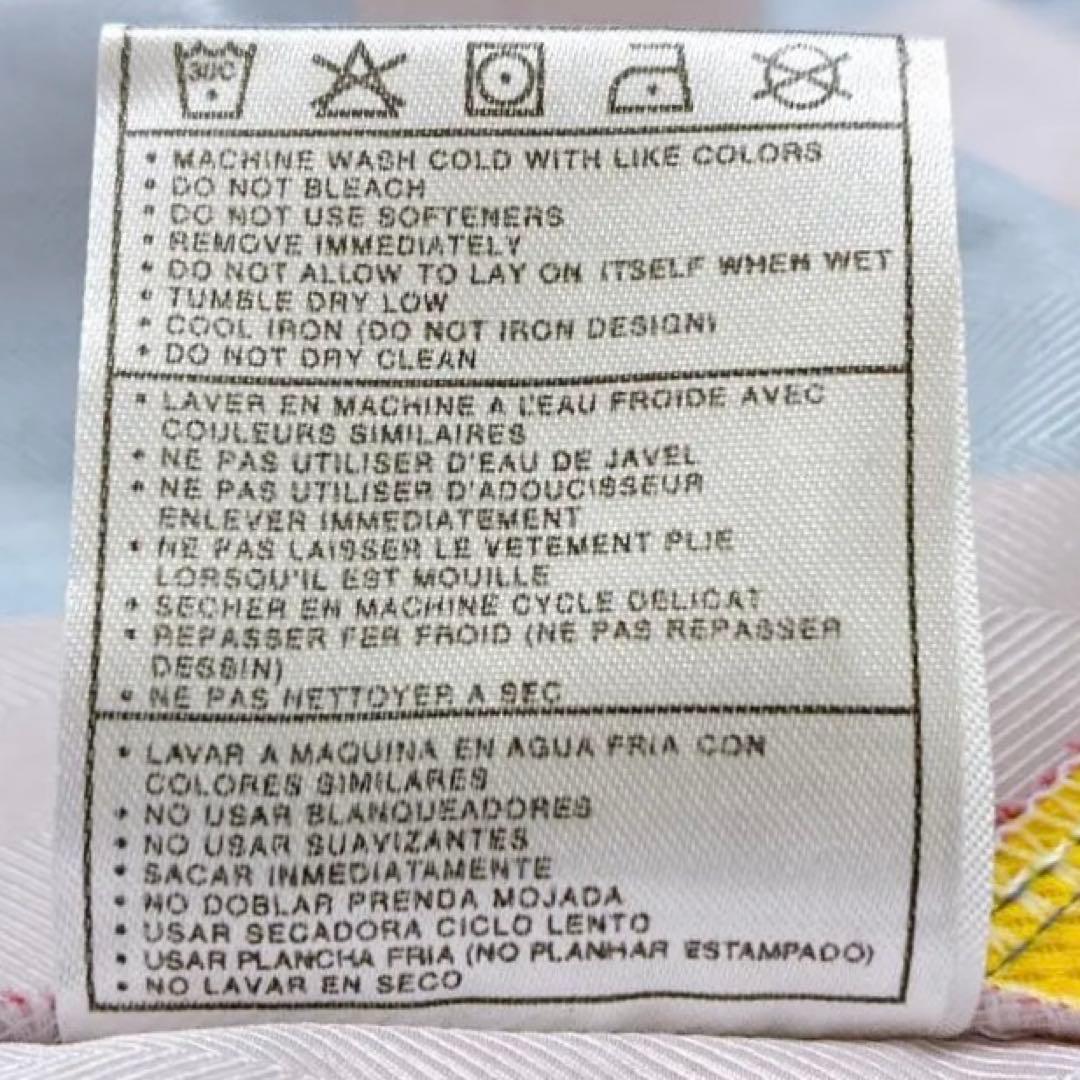 30C
• MACHINE WASH COLD WITH LIKE COLORS
• DO NOT BLEACH
• DO NOT USE SOFTENERS
• REMOVE IMMEDIATELY
• DO NOT ALLOW TO LAY ON ITSELF WHEN WET
• TUMBLE DRY LOW
• COOL IRON (DO NOT IRON DESIGN)
• DO NOT DRY CLEAN
• LAVER EN MACHINE A L'EAU FROIDE AVEC
COULEURS SIMILAIRES
• NE PAS UTILISER D'EAU DE JAVEL
• NE PAS UTILISER D'ADOUCISSEUR
ENLEVER IMMEDIATEMENT
• NE PAS LAISSER LE VETEMENT PLIE
LORSQU'IL EST MOUILLE
• SECHER EN MACHINE CYCLE DELICAT
• REPASSER FER FROID (NE PAS REPASSER
DESSIN)
• NE PAS NETTOYER A SEC
• LAVAR A MAQUINA EN AGUA FRIA CON
COLORES SIMILARES
• NO USAR BLANQUEADORES
• NO USAR SUAVIZANTES
• SACAR INMEDIATAMENTE
• NO DOBLAR PRENDA MOJADA
• USAR SECADORA CICLO LENTO
• USAR PLANCHA FRIA (NO PLANHAR ESTAMPADO)
• NO LAVAR EN SECO